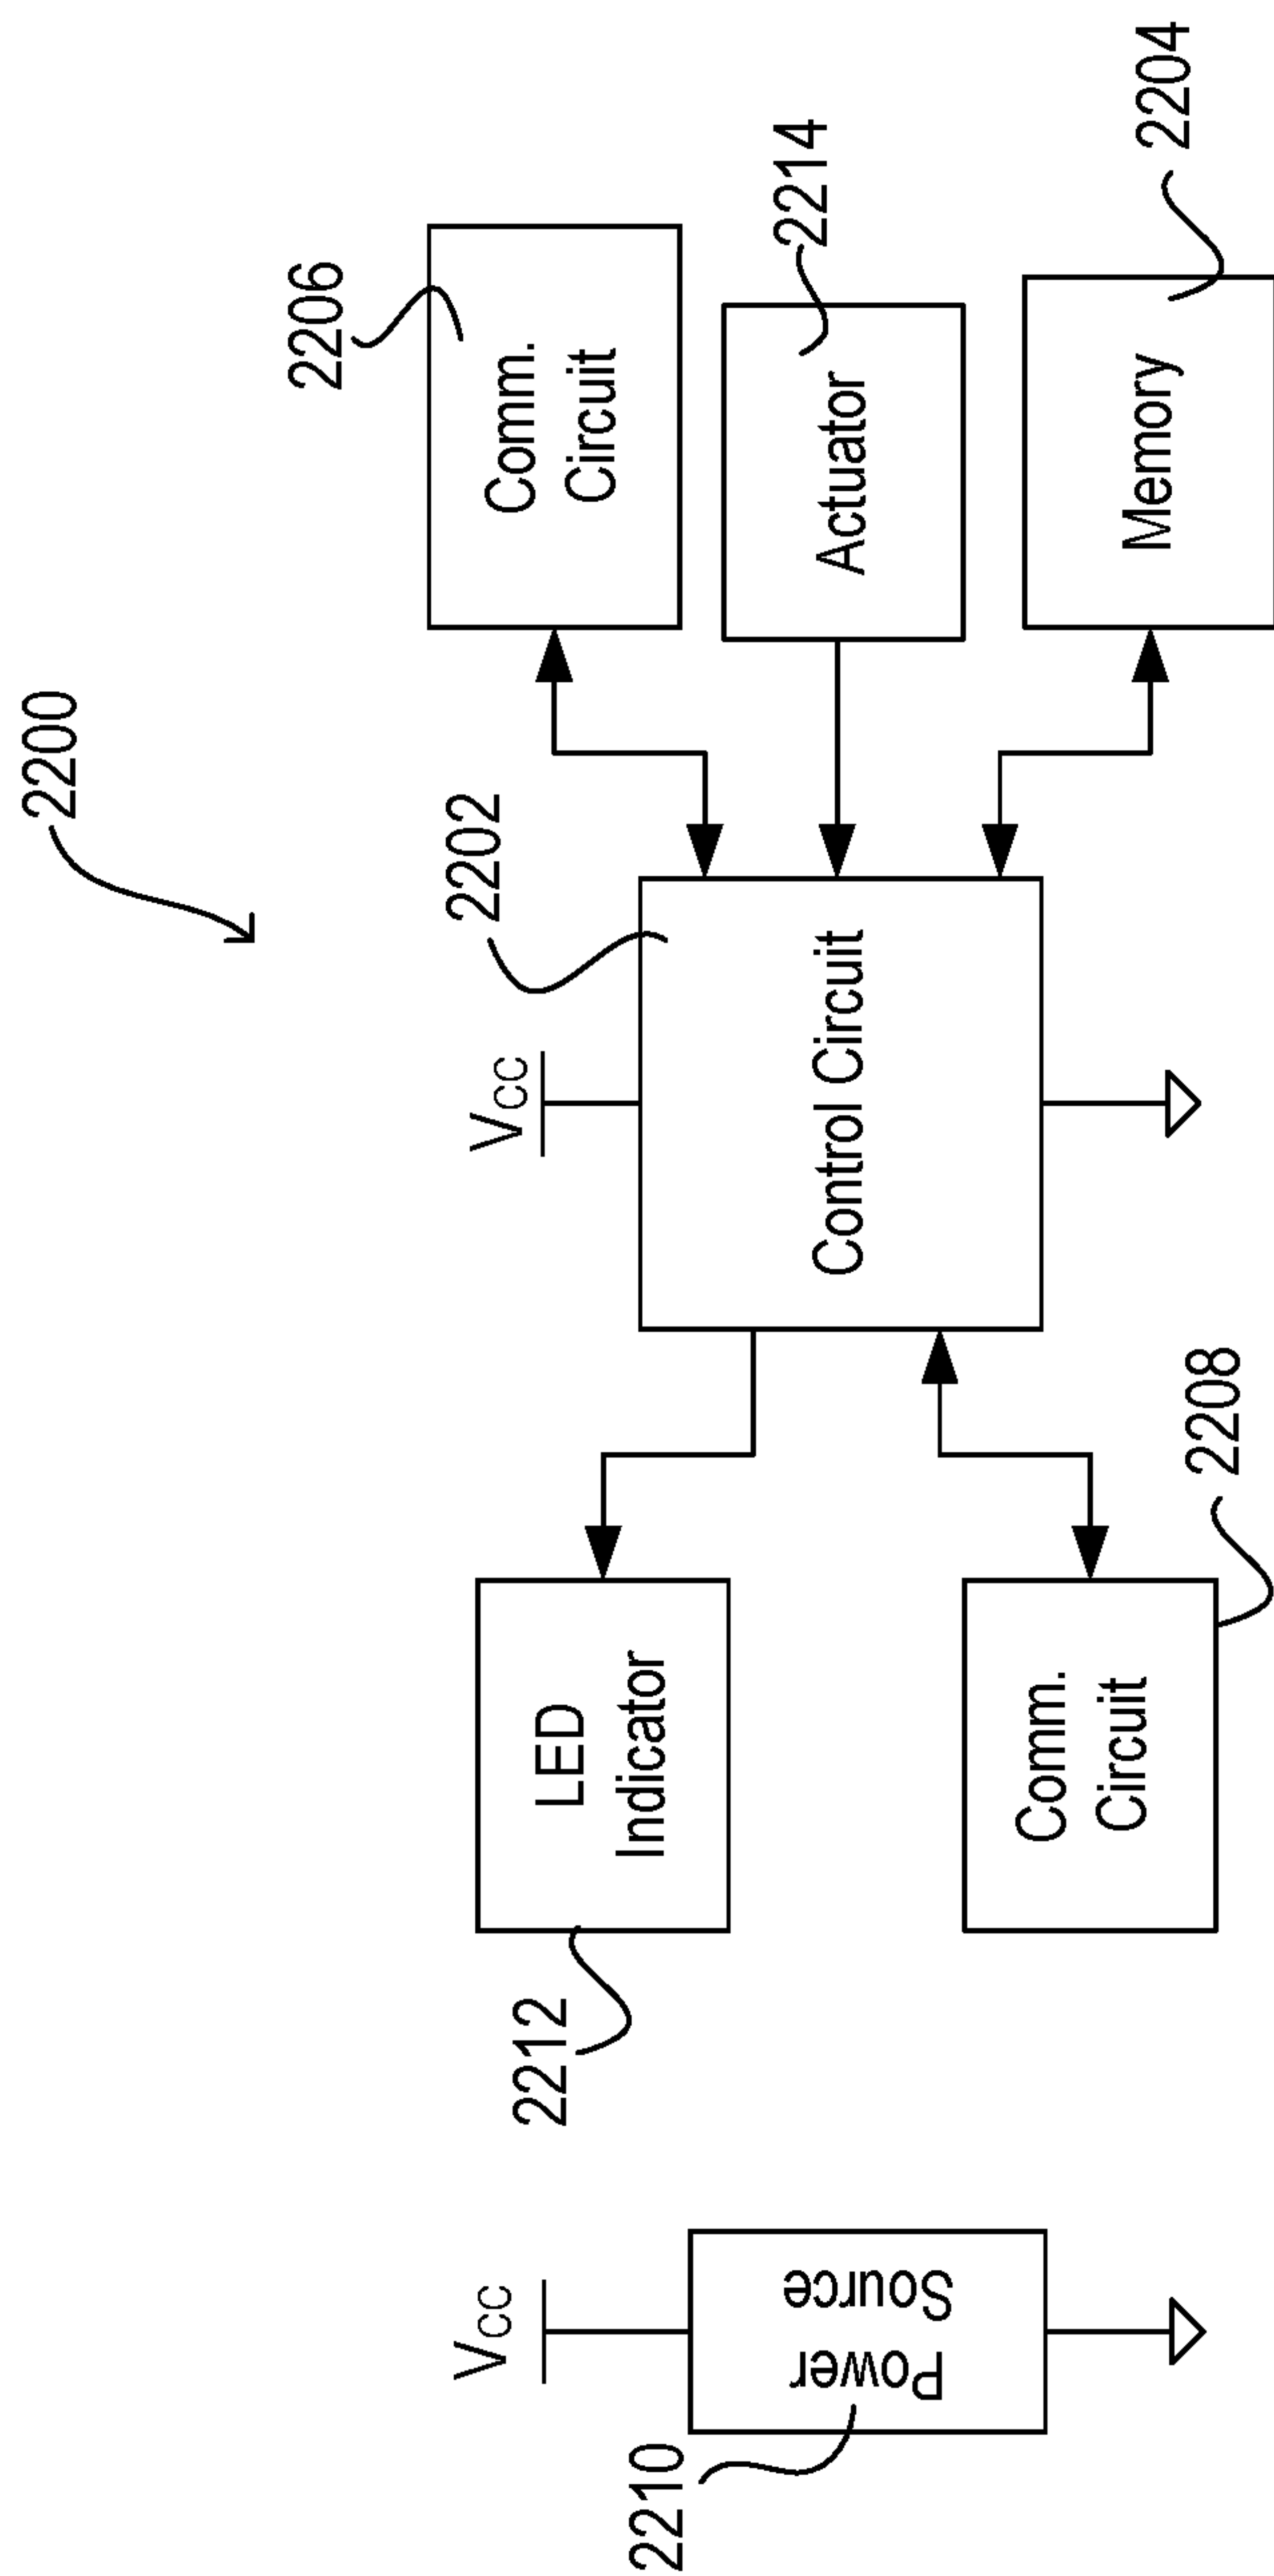 2200
2206
Comm.
Circuit
2214
Actuator
2204
Memory
2202
VCC
Control Circuit
LED
Indicator
2212
Comm.
Circuit
2208
VCC
Power
Source
2210